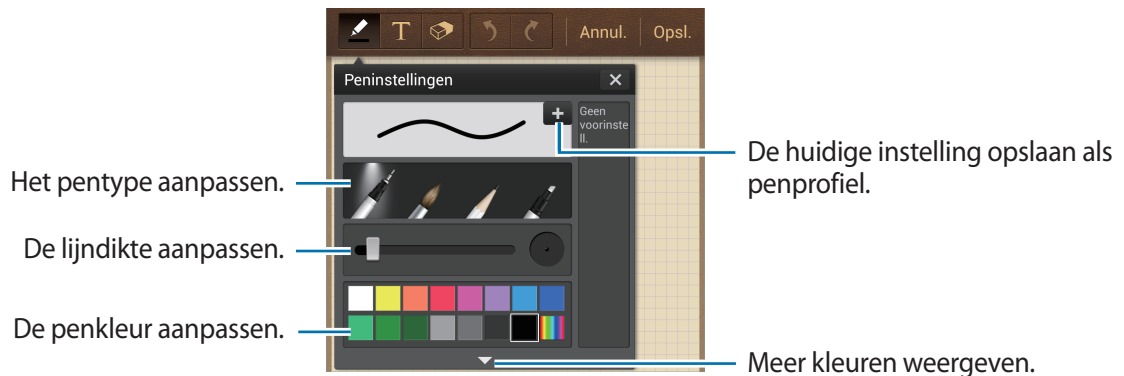 T
Annul.
Opsl.
Peninstellingen
Geen
voorinste
ll.
De huidige instelling opslaan als
penprofiel.
Het pentype aanpassen.
De lijndikte aanpassen.
De penkleur aanpassen.
Meer kleuren weergeven.